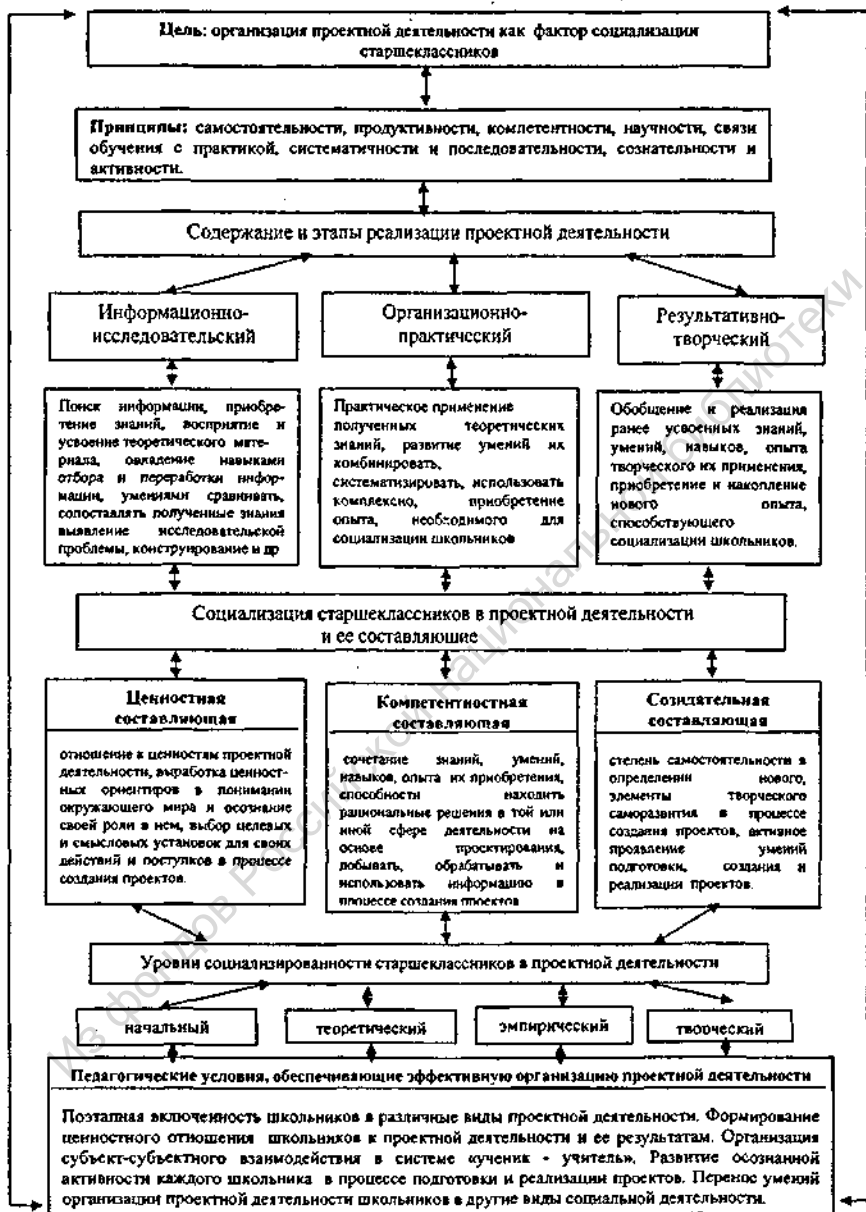 Цель: организация проектной деятельности как фактор социализации
старшеклассников
Принципы: самостоятельности, продуктивности, компетентности, научности, связи
обучения с практикой, систематичности и последовательности, сознательности и
активности.
Содержание и этапы реализации проектной деятельности
Информационно-
исследовательский
Организационно-
практический
Результативно-
творческий
Поиск информации, приобре-
тение знаний, восприятие и
усвоение теоретического мате-
риала, овладение навыками
отбора и переработки инфор-
мации, умениями сравнивать,
сопоставлять полученные знания
выявление исследовательской
проблемы, конструирование и др
Практическое применение
полученных теоретических
знаний, развитие умений их
комбинировать,
систематизировать, использовать
комплексно, приобретение
опыта, необходимого для
социализации школьников
Обобщение и реализация
ранее усвоенных знаний,
умений, навыков, опыта
творческого их применения,
приобретение и накопление
нового опыта,
способствующего
социализации школьников.
Социализация старшеклассников в проектной деятельности
и ее составляющие
Ценностная
составляющая
отношение к ценностям проектной
деятельности, выработка ценност-
ных ориентиров в понимании
окружающего мира и осознание
своей роли в нем, выбор целевых
и смысловых установок для своих
действий и поступков в процессе
создания проектов.
Компетентностная
составляющая
сочетание знаний, умений,
навыков, опыта их приобретения,
способности находить
рациональные решения в той или
иной сфере деятельности на
основе проектирования,
добывать, обрабатывать и
использовать информацию в
процессе создания проектов
Созидательная
составляющая
степень самостоятельности в
определении нового,
элементы творческого
саморазвития в процессе
создания проектов, активное
проявление умений
подготовки, создания и
реализации проектов.
Уровни социализированности старшеклассников в проектной деятельности
начальный
теоретический
эмпирический
творческий
Педагогические условия, обеспечивающие эффективную организацию проектной деятельности
Поэтапная включенность школьников в различные виды проектной деятельности. Формирование
ценностного отношения школьников к проектной деятельности и ее результатам. Организация
субъект-субъектного взаимодействия в системе «ученик - учитель». Развитие осознанной
активности каждого школьника в процессе подготовки и реализации проектов. Перенос умений
организации проектной деятельности школьников в другие виды социальной деятельности.
Из фондов Российской национальной библиотеки